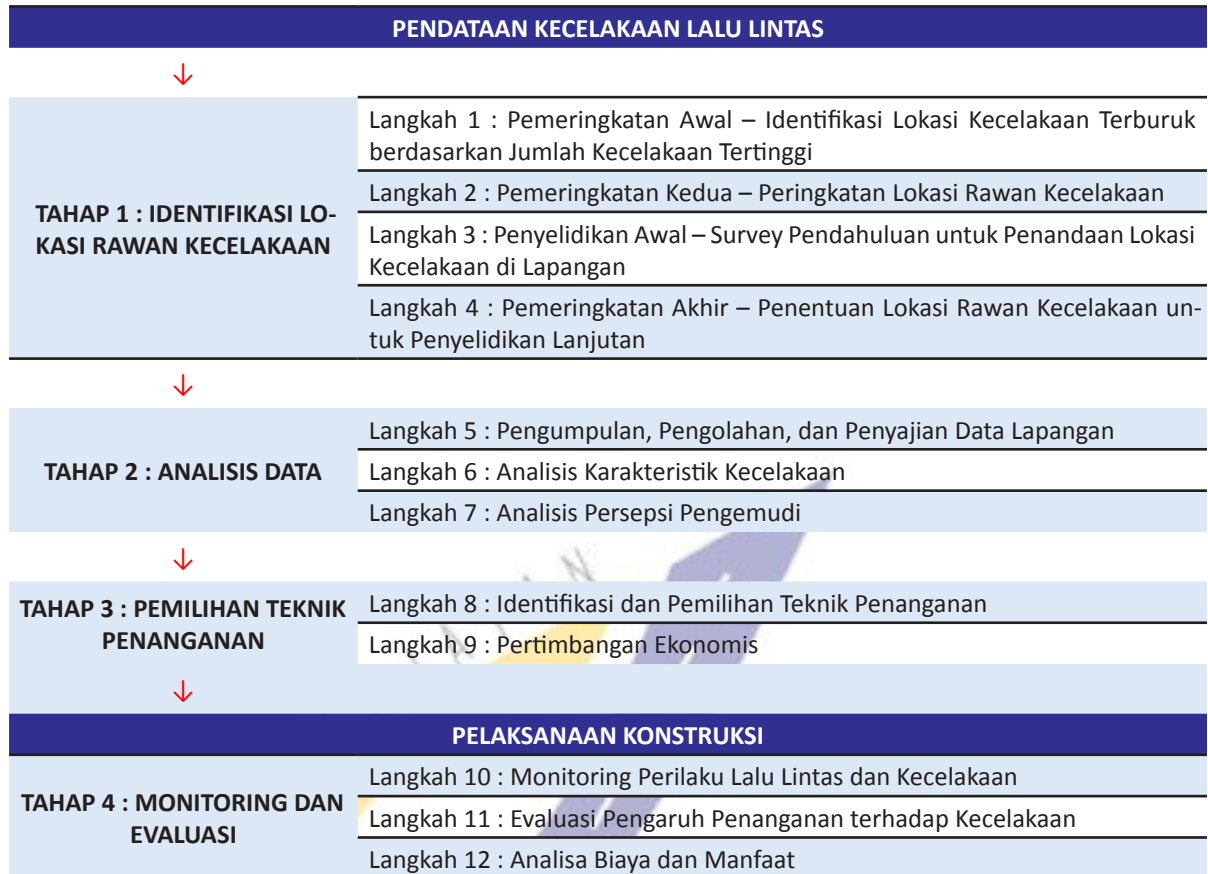 PENDATAAN KECELAKAAN LALU LINTAS
↓
TAHAP 1 : IDENTIFIKASI LO-
KASI RAWAN KECELAKAAN
Langkah 1 : Pemeringkatan Awal – Identifikasi Lokasi Kecelakaan Terburuk
berdasarkan Jumlah Kecelakaan Tertinggi
Langkah 2 : Pemeringkatan Kedua – Peringkatan Lokasi Rawan Kecelakaan
Langkah 3 : Penyelidikan Awal – Survey Pendahuluan untuk Penandaan Lokasi
Kecelakaan di Lapangan
Langkah 4 : Pemeringkatan Akhir – Penentuan Lokasi Rawan Kecelakaan un-
tuk Penyelidikan Lanjutan
↓
TAHAP 2 : ANALISIS DATA
Langkah 5 : Pengumpulan, Pengolahan, dan Penyajian Data Lapangan
Langkah 6 : Analisis Karakteristik Kecelakaan
Langkah 7 : Analisis Persepsi Pengemudi
↓
TAHAP 3 : PEMILIHAN TEKNIK
PENANGANAN
Langkah 8 : Identifikasi dan Pemilihan Teknik Penanganan
Langkah 9 : Pertimbangan Ekonomis
↓
PELAKSANAAN KONSTRUKSI
TAHAP 4 : MONITORING DAN
EVALUASI
Langkah 10 : Monitoring Perilaku Lalu Lintas dan Kecelakaan
Langkah 11 : Evaluasi Pengaruh Penanganan terhadap Kecelakaan
Langkah 12 : Analisa Biaya dan Manfaat